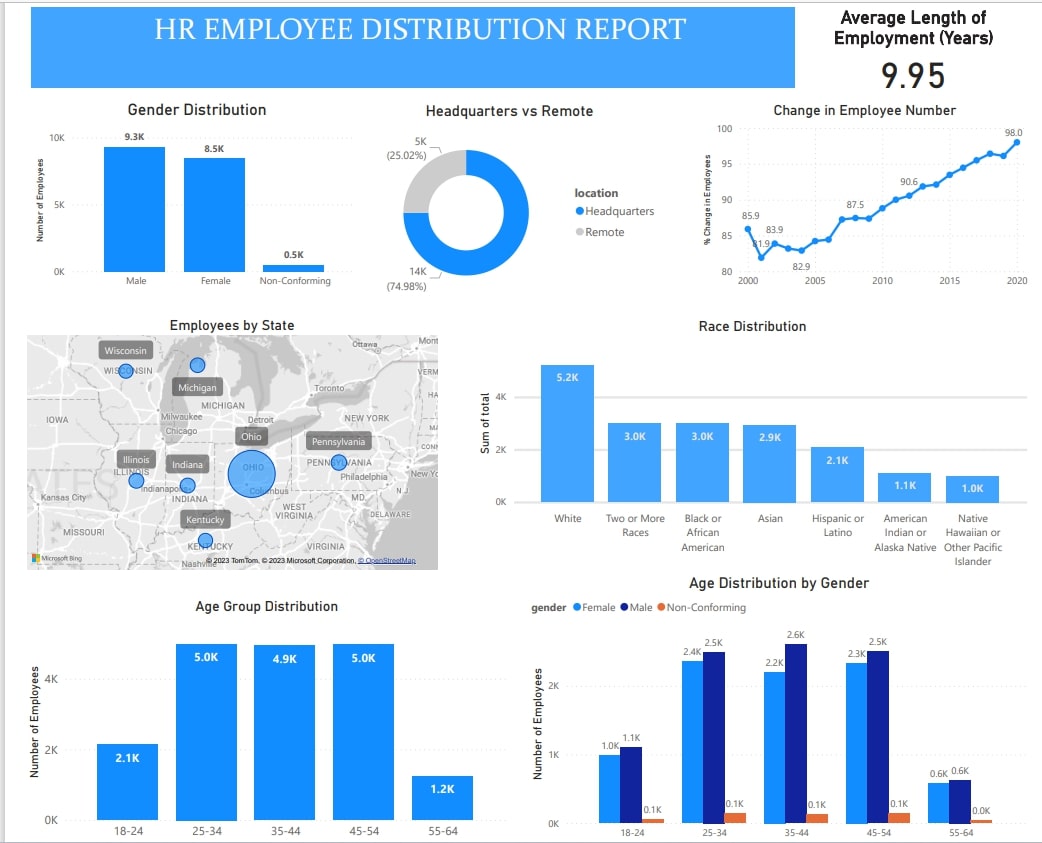 HR EMPLOYEE DISTRIBUTION REPORT
Average Length of
Employment (Years)
9.95
Gender Distribution
Number of Employees
10K
5K
0K
9.3K
8.5K
0.5K
Male
Female
Non-Conforming
Headquarters vs Remote
5K
(25.02%)
14K
(74.98%)
location
Headquarters
Remote
Change in Employee Number
% Change in Employees
100
95
90
85
80
85.9
81.9
83.9
82.9
87.5
90.6
98.0
2000
2005
2010
2015
2020
Employees by State
Wisconsin
WISCONSIN
Michigan
MICHIGAN
Ottawa
Mont
VERM
Toronto
HA
IOWA
Milwaukee
Chicago
Detroit
NEW YORK
MA
CONN
Ohio
OHIO
Pennsylvania
PENNSYLVANIA
New Yo
Illinois
ILLINOIS
Indiana
Indianapolis
INDIANA
Columbus
Philadelphia
N.J.
MD
Kansas City
TES
WEST
VIRGINIA
DELAWARE
Kentucky
KENTUCKY
MISSOURI
VIRGINIA
Nashville
Microsoft Bing
© 2023 TomTom, © 2023 Microsoft Corporation, © OpenStreetMap
Race Distribution
Sum of total
4K
2K
0K
5.2K
3.0K
3.0K
2.9K
2.1K
1.1K
1.0K
White
Two or More
Races
Black or
African
American
Asian
Hispanic or
Latino
American
Indian or
Alaska Native
Native
Hawaiian or
Other Pacific
Islander
Age Group Distribution
Number of Employees
4K
2K
0K
2.1K
5.0K
4.9K
5.0K
1.2K
18-24
25-34
35-44
45-54
55-64
Age Distribution by Gender
gender
Female
Male
Non-Conforming
Number of Employees
2K
1K
0K
1.0K
1.1K
0.1K
2.4K
2.5K
0.1K
2.2K
2.6K
0.1K
2.3K
2.5K
0.1K
0.6K
0.6K
0.0K
18-24
25-34
35-44
45-54
55-64